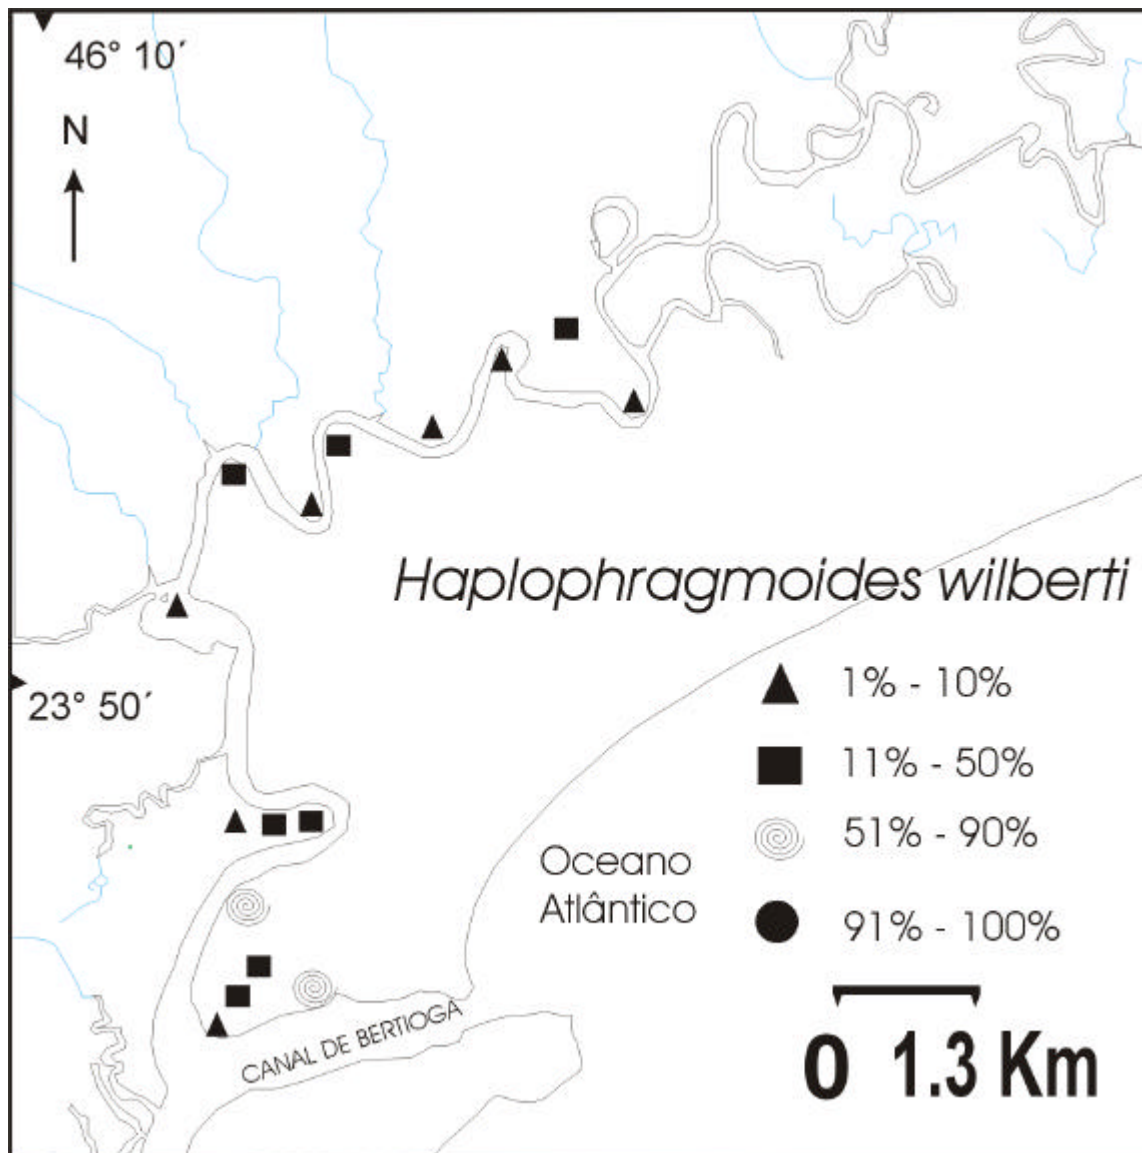 46° 10´
N
Haplophragmoides wilberti
23° 50´
1% - 10%
11% - 50%
51% - 90%
91% - 100%
Oceano
Atlântico
CANAL DE BERTIOGA
0 1.3 Km